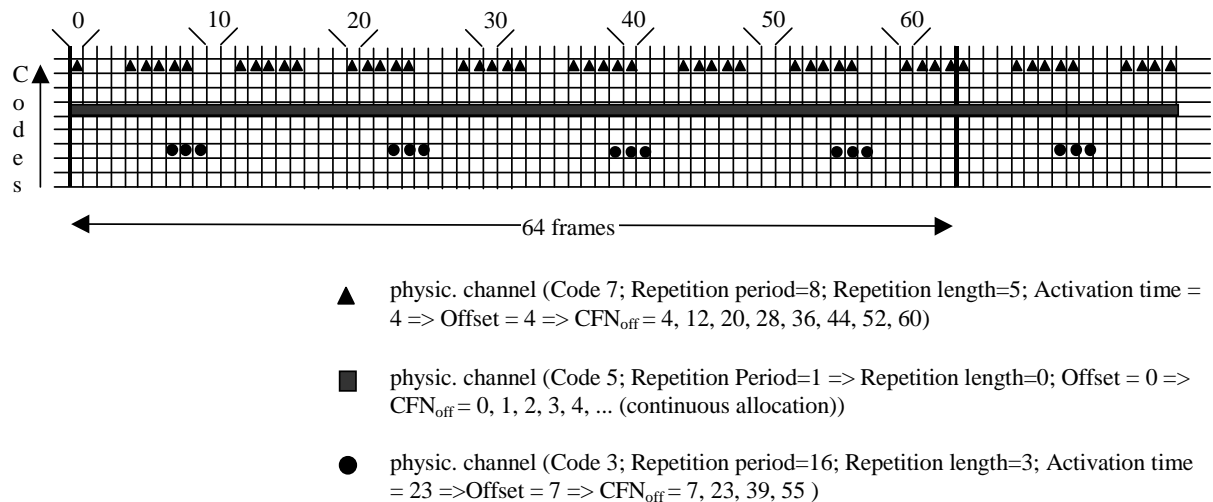 0 10 20 30 40 50 60
C
o
d
e
s
64 frames
physic. channel (Code 7; Repetition period=8; Repetition length=5; Activation time =
4 => Offset = 4 => CFNoff = 4, 12, 20, 28, 36, 44, 52, 60)
physic. channel (Code 5; Repetition Period=1 => Repetition length=0; Offset = 0 =>
CFNoff = 0, 1, 2, 3, 4, ... (continuous allocation))
physic. channel (Code 3; Repetition period=16; Repetition length=3; Activation time
= 23 =>Offset = 7 => CFNoff = 7, 23, 39, 55 )